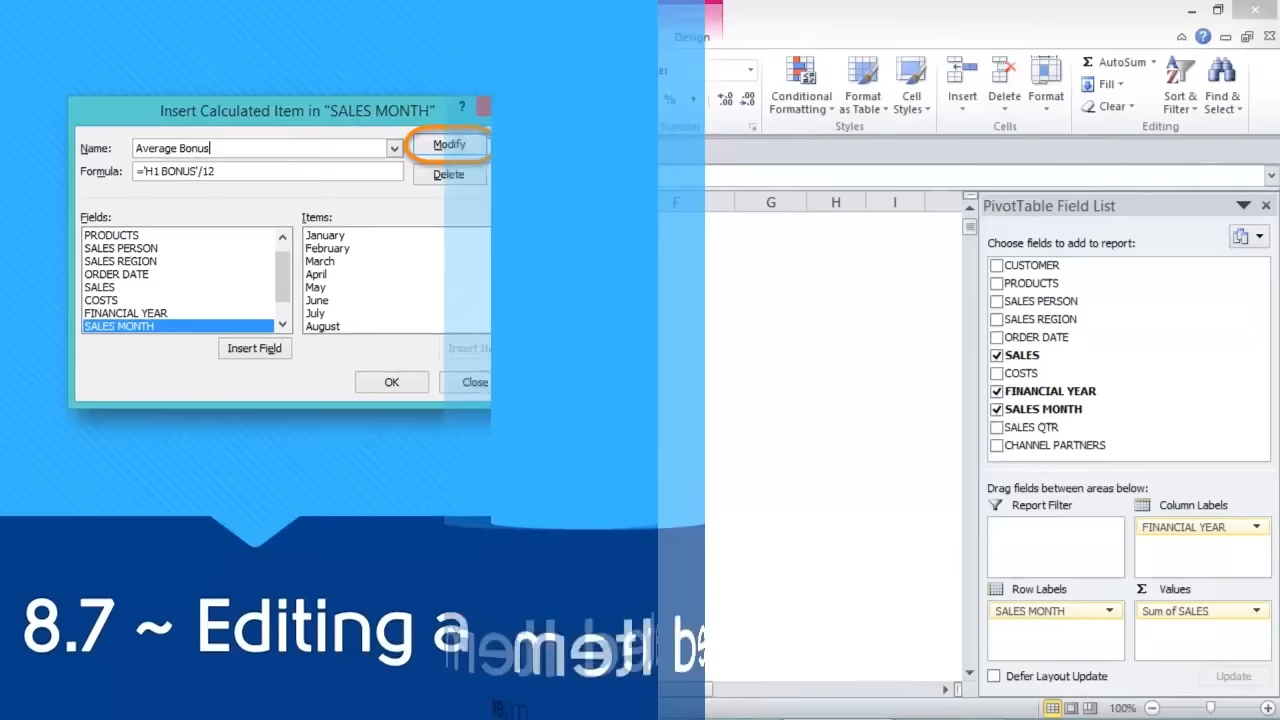 Insert Calculated Item in "SALES MONTH"
?
Name:
Average Bonus
Modify
Formula:
='H1 BONUS'/12
Delete
Fields:
Items:
PRODUCTS
SALES PERSON
SALES REGION
ORDER DATE
SALES
COSTS
FINANCIAL YEAR
SALES MONTH
January
February
March
April
May
June
July
August
Insert Field
OK
Close
8.7 ~ Editing a
Design
Conditional
Formatting
Format
as Table
Cell
Styles
Styles
Insert
Delete
Format
Cells
Σ AutoSum
Fill
Clear
Sort &
Filter
Find &
Select
Editing
F G H I
PivotTable Field List
Choose fields to add to report:
CUSTOMER
PRODUCTS
SALES PERSON
SALES REGION
ORDER DATE
SALES
COSTS
FINANCIAL YEAR
SALES MONTH
SALES QTR
CHANNEL PARTNERS
Drag fields between areas below:
Report Filter
Column Labels
FINANCIAL YEAR
Row Labels
Σ Values
SALES MONTH
Sum of SALES
Defer Layout Update
Update
100%